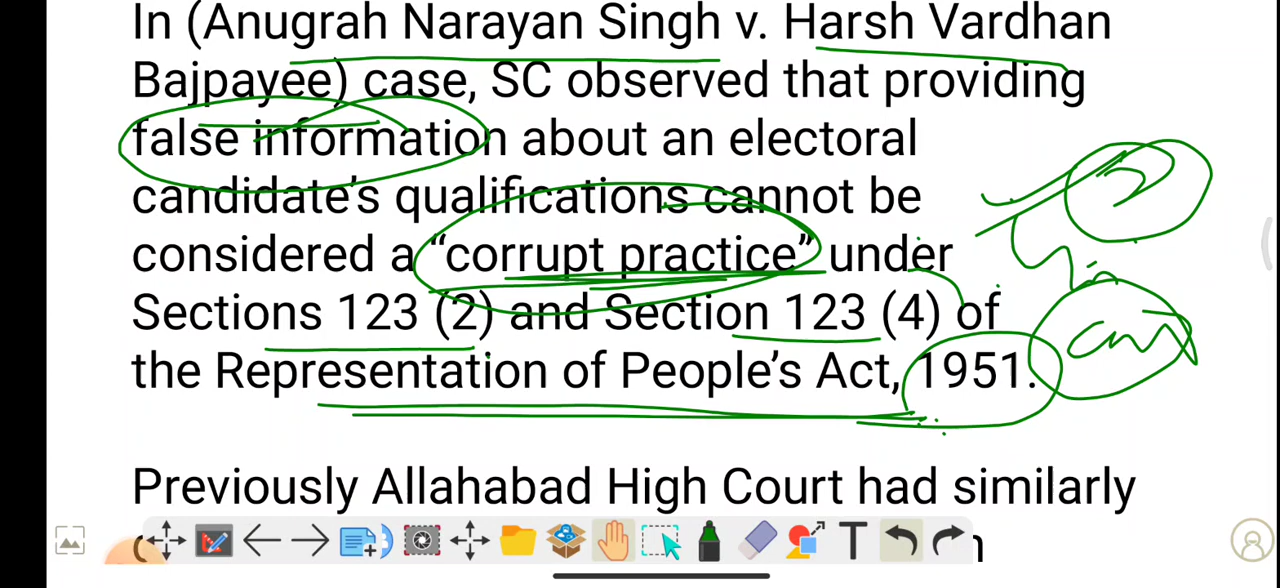 In (Anugrah Narayan Singh v. Harsh Vardhan
Bajpayee) case, SC observed that providing
false information about an electoral
candidate's qualifications cannot be
considered a “corrupt practice” under
Sections 123 (2) and Section 123 (4) of
the Representation of People's Act, 1951.
Previously Allahabad High Court had similarly
T